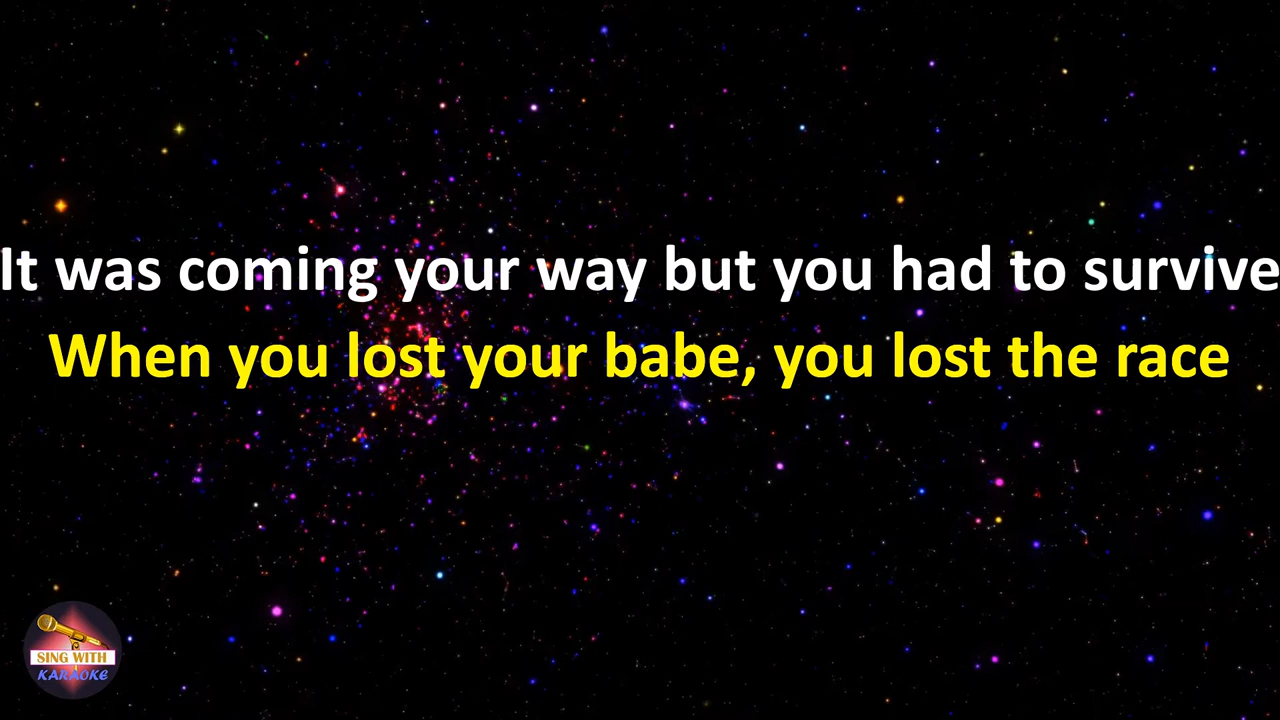 It was coming your way but you had to survive
When you lost your babe, you lost the race
SING WITH
KARAOKE